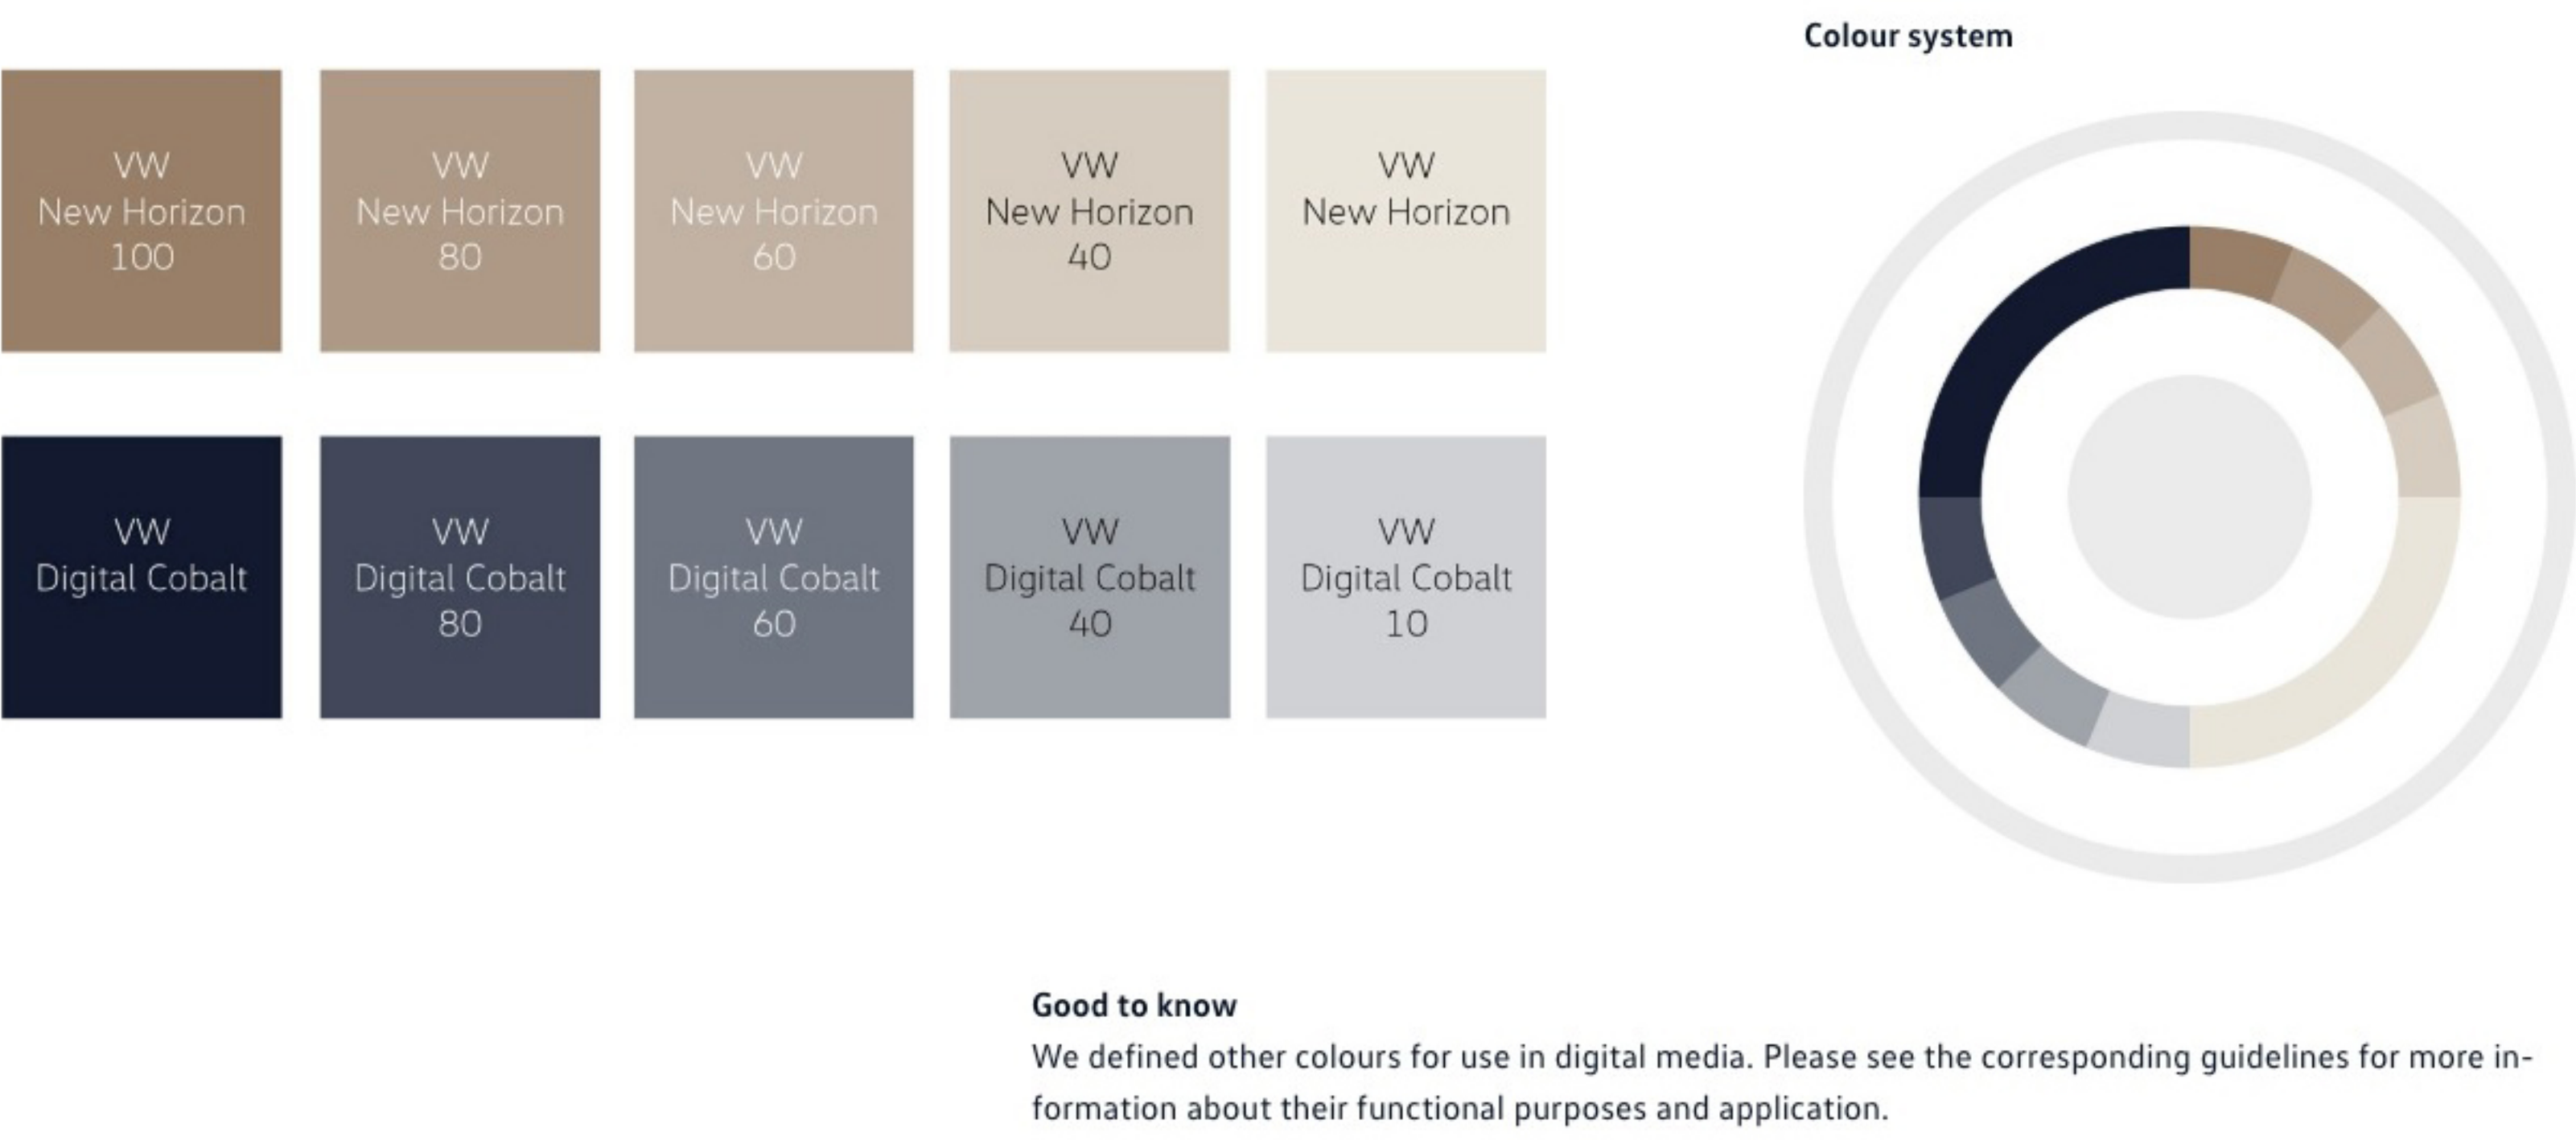 Colour system
VW
New Horizon
100
VW
New Horizon
80
VW
New Horizon
60
VW
New Horizon
40
VW
New Horizon
VW
Digital Cobalt
VW
Digital Cobalt
80
VW
Digital Cobalt
60
VW
Digital Cobalt
40
VW
Digital Cobalt
10
Good to know
We defined other colours for use in digital media. Please see the corresponding guidelines for more in-
formation about their functional purposes and application.